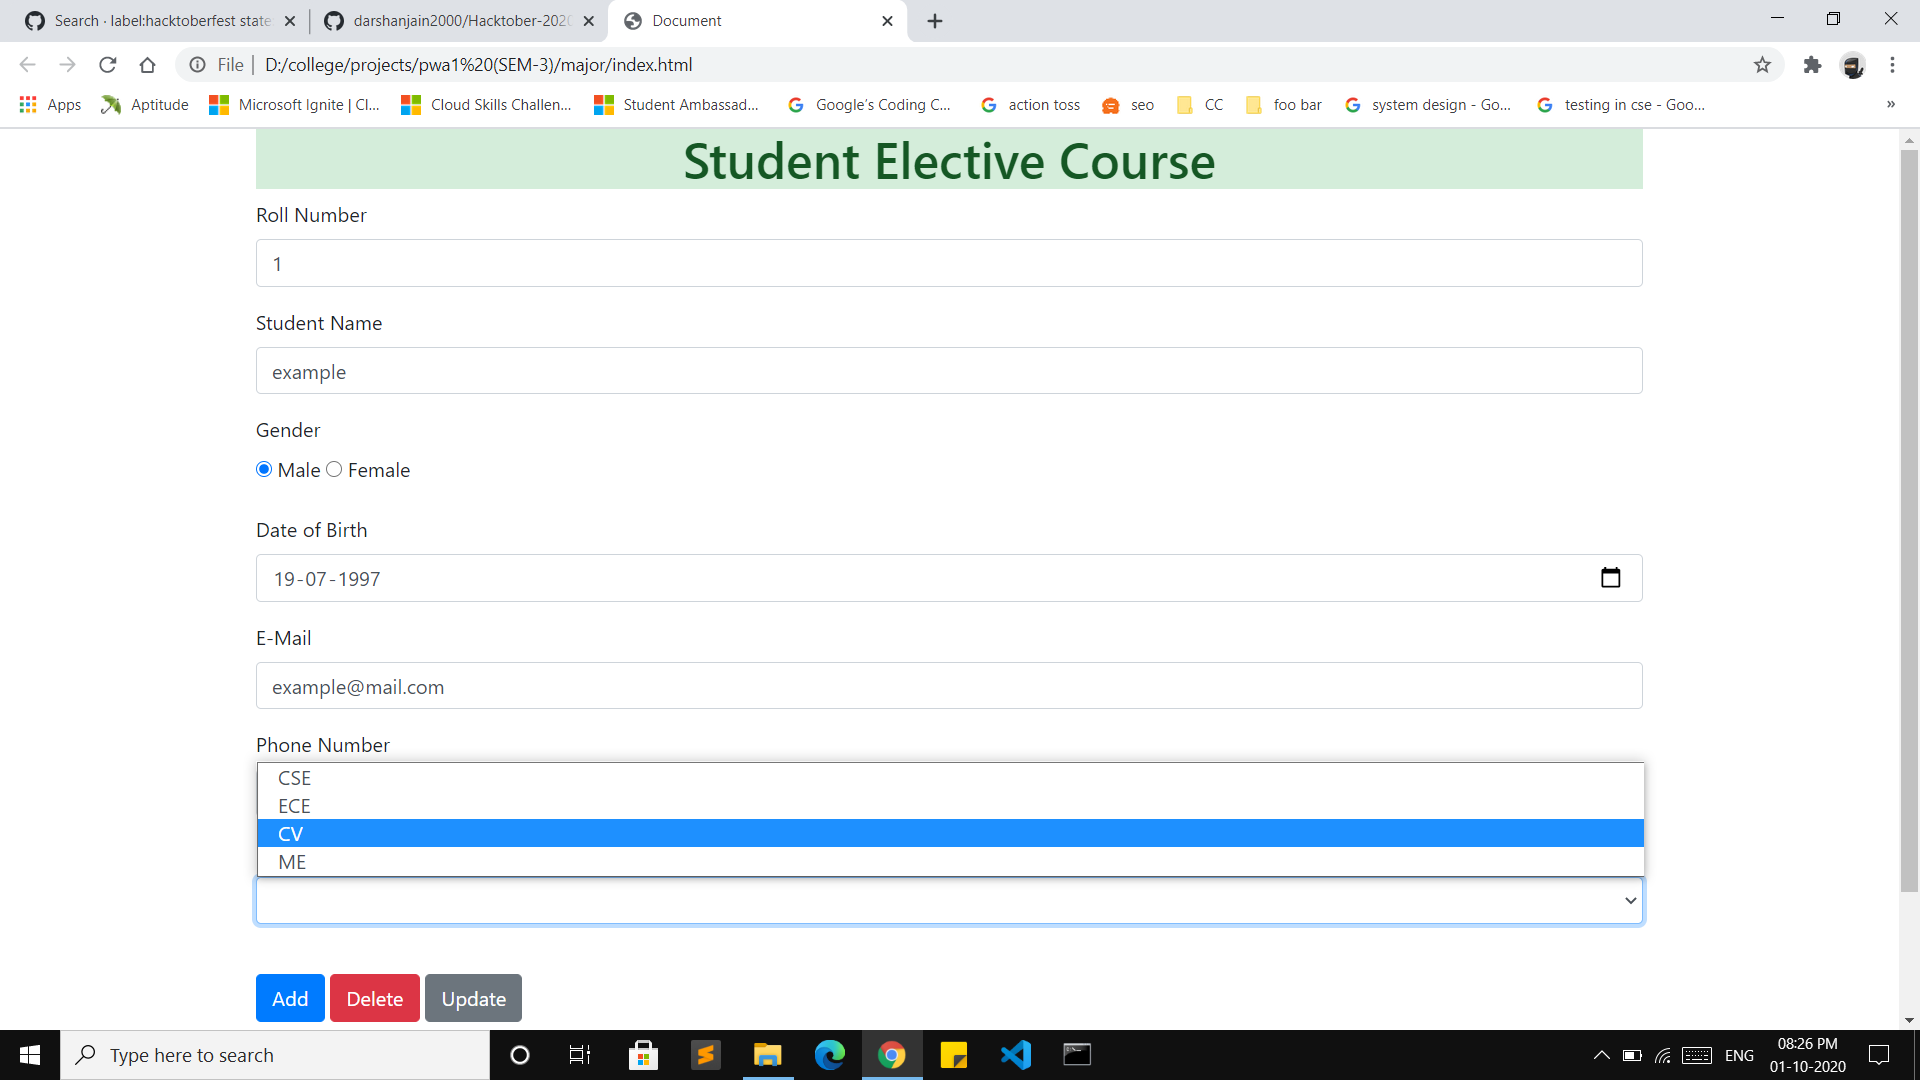 Search · label:hacktoberfest state:
darshanjain2000/Hacktober-2020
Document
File
D:/college/projects/pwa1%20(SEM-3)/major/index.html
Apps
Aptitude
Microsoft Ignite | Cl...
Cloud Skills Challen...
Student Ambassad...
Google's Coding C...
action toss
seo
CC
foo bar
system design - Go...
testing in cse - Goo...
»
Student Elective Course
Roll Number
1
Student Name
example
Gender
Male Female
Date of Birth
19-07-1997
E-Mail
example@mail.com
Phone Number
CSE
ECE
CV
ME
Add Delete Update
Type here to search
ENG
08:26 PM
01-10-2020